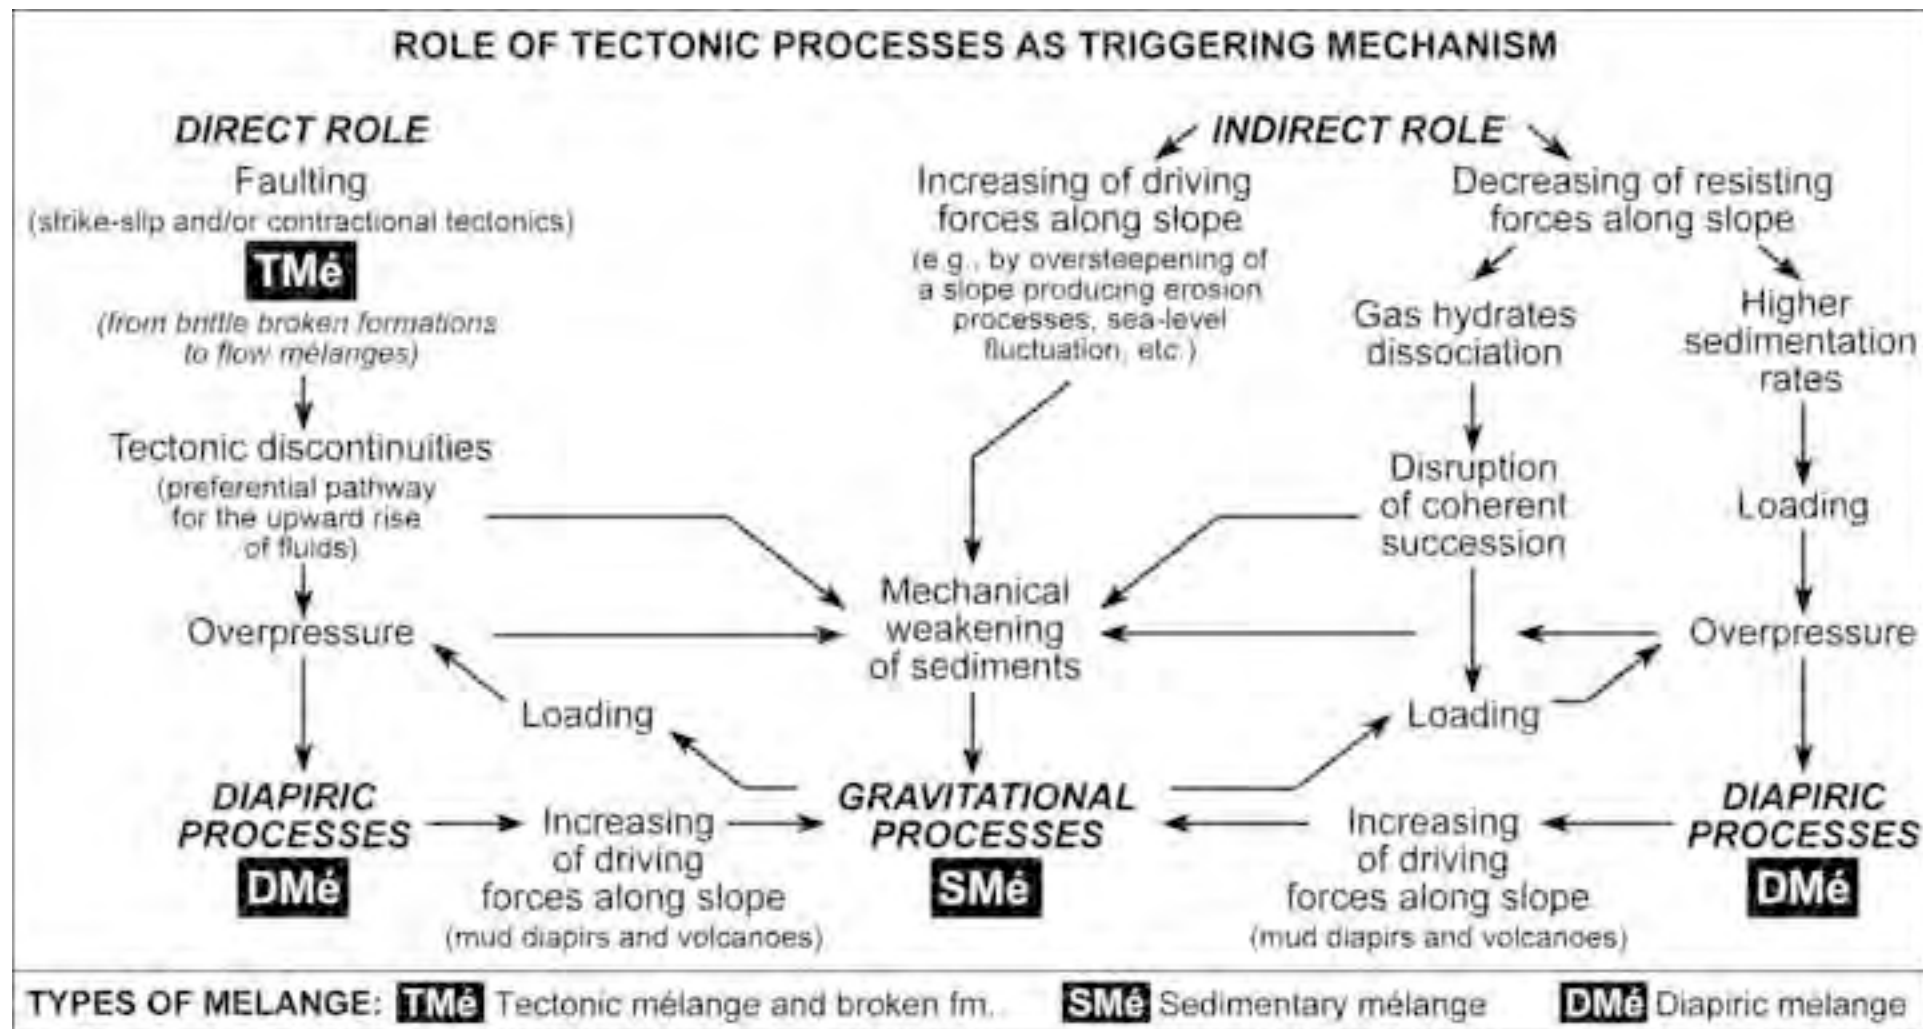 ROLE OF TECTONIC PROCESSES AS TRIGGERING MECHANISM
DIRECT ROLE
Faulting
(strike-slip and/or contractional tectonics)
TMé
(from brittle broken formations
to flow mélanges)
Tectonic discontinuities
(preferential pathway
for the upward rise
of fluids)
Overpressure
Loading
DIAPIRIC
PROCESSES
DMé
Increasing
of driving
forces along slope
(mud diapirs and volcanoes)
INDIRECT ROLE
Increasing of driving
forces along slope
(e.g., by oversteepening of
a slope producing erosion
processes, sea-level
fluctuation, etc.)
Mechanical
weakening
of sediments
GRAVITATIONAL
PROCESSES
SMé
Decreasing of resisting
forces along slope
Gas hydrates
dissociation
Disruption
of coherent
succession
Loading
Increasing
of driving
forces along slope
(mud diapirs and volcanoes)
Higher
sedimentation
rates
Loading
Overpressure
DIAPIRIC
PROCESSES
DMé
TYPES OF MELANGE: TMé Tectonic mélange and broken fm.. SMé Sedimentary mélange DMé Diapiric mélange